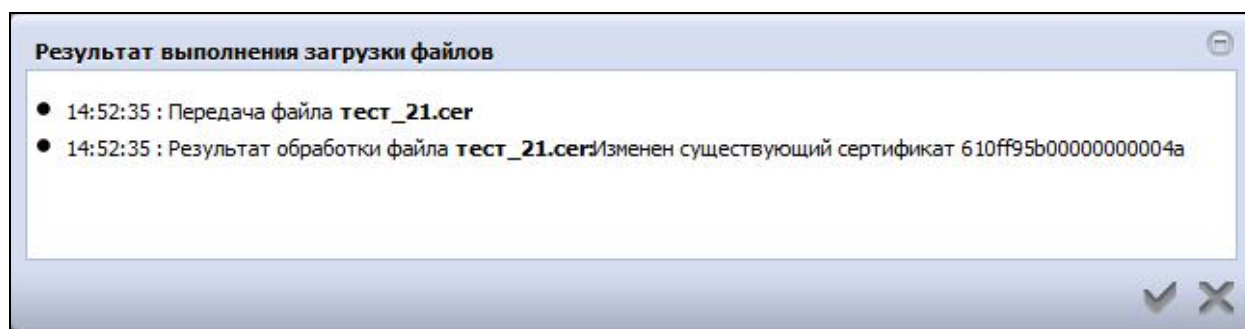 Результат выполнения загрузки файлов
14:52:35 : Передача файла тест_21.cer
14:52:35 : Результат обработки файла тест_21.cer:Изменен существующий сертификат 610ff95b00000000004a